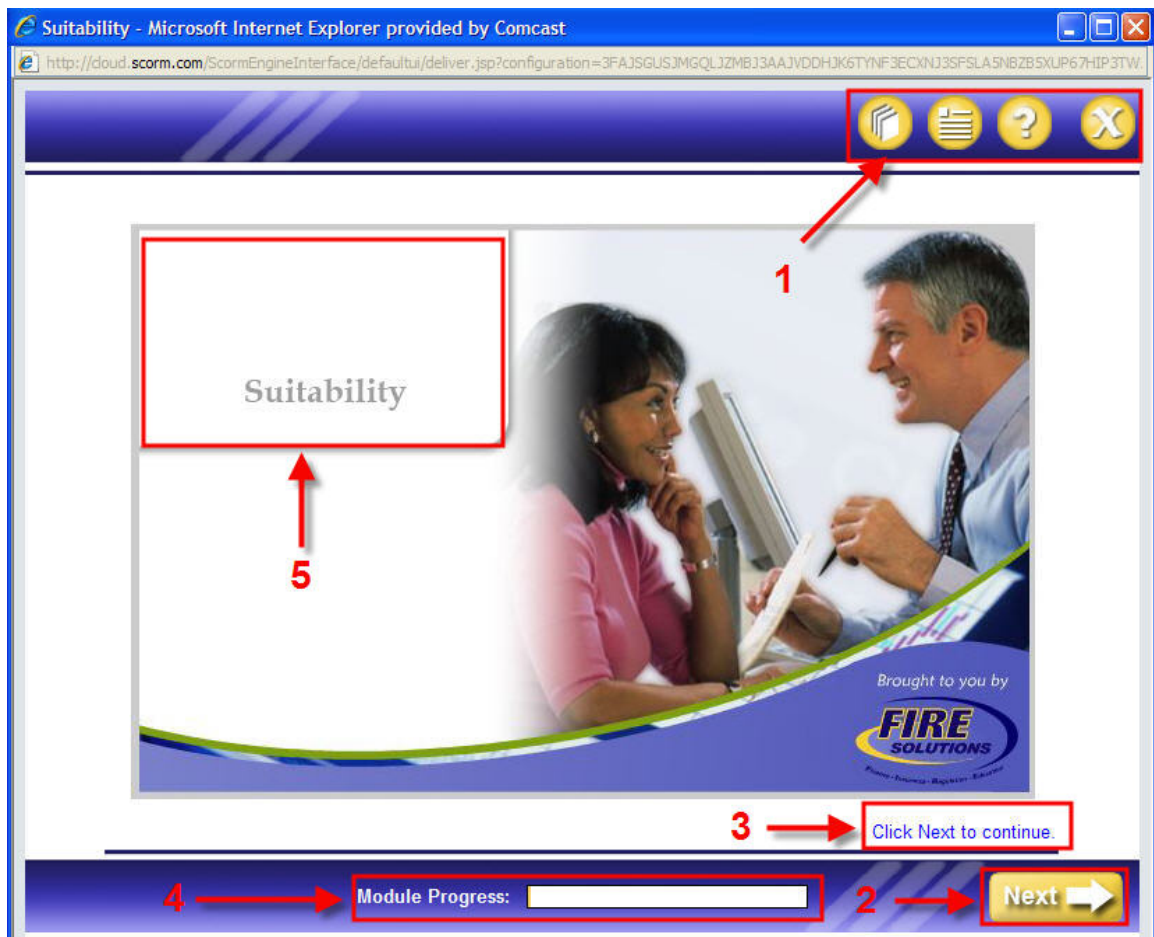 Suitability - Microsoft Internet Explorer provided by Comcast
http://cloud.scorm.com/ScormEngineInterface/defaultui/deliver.jsp?configuration=
?
X
1
Suitability
5
Brought to you by
FIRE
SOLUTIONS
3
Click Next to continue.
4
Module Progress:
2
Next